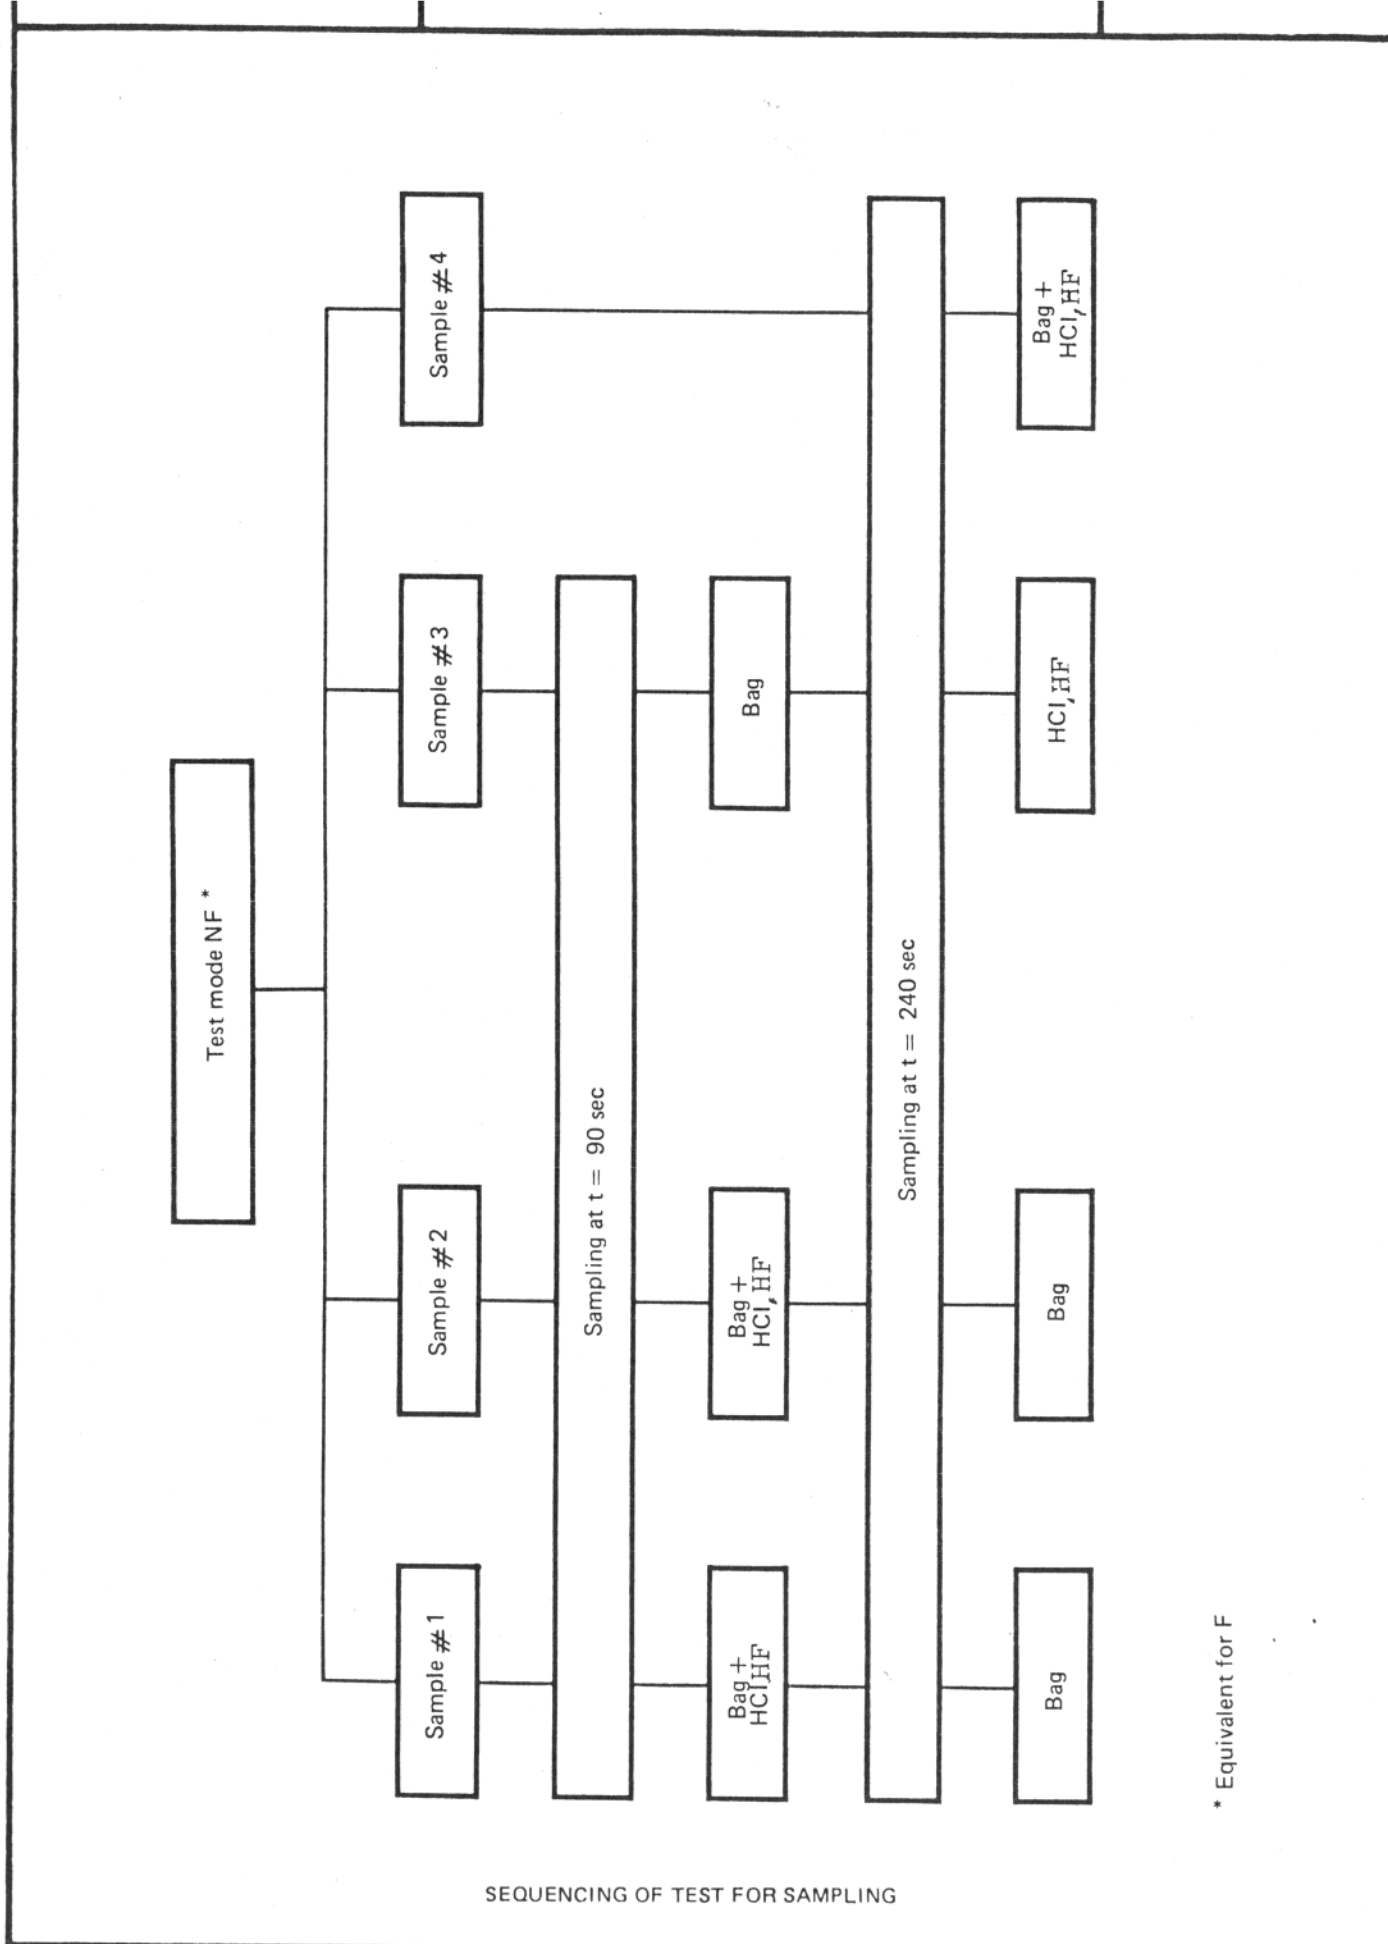 Test mode NF *
Sample #1
Sample #2
Sample #3
Sample #4
Sampling at t = 90 sec
Bag +
HCl,HF
Bag +
HCl,HF
Bag
Sampling at t = 240 sec
Bag
Bag
HCl,HF
Bag +
HCl,HF
* Equivalent for F
SEQUENCING OF TEST FOR SAMPLING